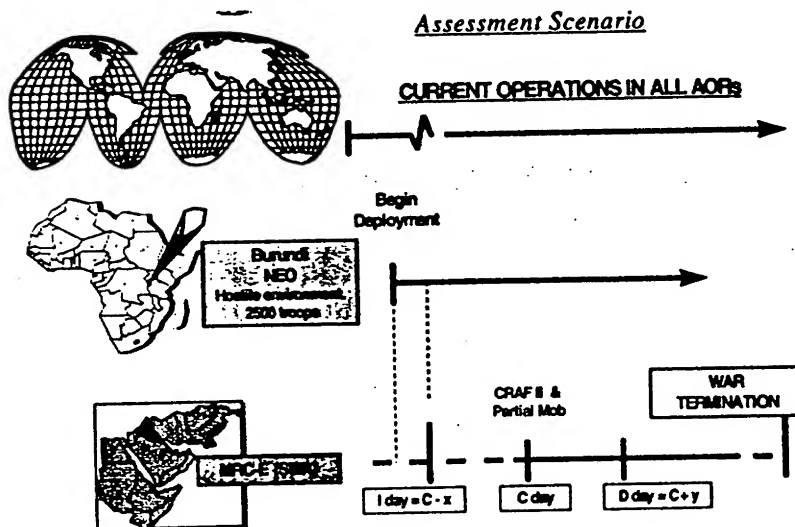 Assessment Scenario
CURRENT OPERATIONS IN ALL AORs
Begin
Deployment
Burundi
NEO
Hostile environment,
2500 troops
CRAF II &
Partial Mob
WAR
TERMINATION
MRC-E
I day = C - x
C day
D day = C + y